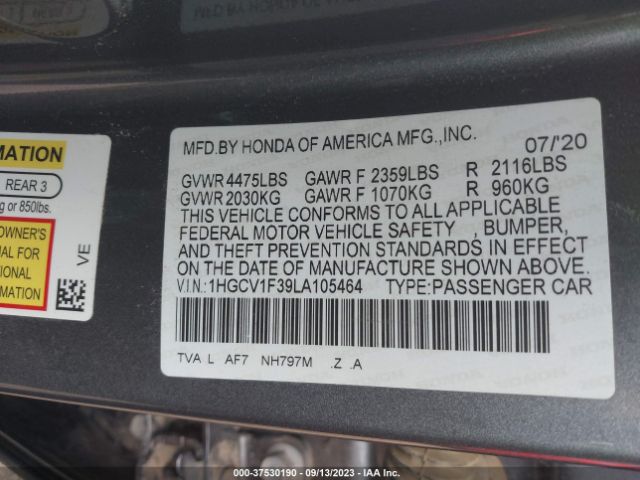 MATION
REAR 3
g or 850lbs.
OWNER'S
AL FOR
TIONAL
RMATION
VE
MFD.BY HONDA OF AMERICA MFG.,INC. 07/'20
GVWR 4475LBS GAWR F 2359LBS R 2116LBS
GVWR 2030KG GAWR F 1070KG R 960KG
THIS VEHICLE CONFORMS TO ALL APPLICABLE
FEDERAL MOTOR VEHICLE SAFETY , BUMPER,
AND THEFT PREVENTION STANDARDS IN EFFECT
ON THE DATE OF MANUFACTURE SHOWN ABOVE.
V.I.N:1HGCV1F39LA105464 TYPE:PASSENGER CAR
TVA L AF7 NH797M .Z .A
000-37530190 - 09/13/2023 - IAA Inc.